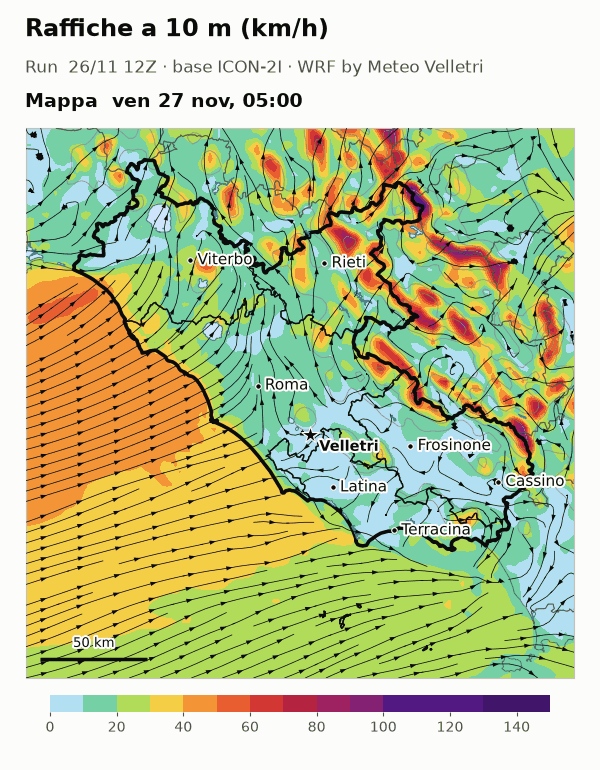 Raffiche a 10 m (km/h)
Run 26/11 12Z · base ICON-2I · WRF by Meteo Velletri
Mappa ven 27 nov, 05:00
Viterbo
Rieti
Roma
Velletri
Frosinone
Cassino
Latina
Terracina
50 km
0 20 40 60 80 100 120 140